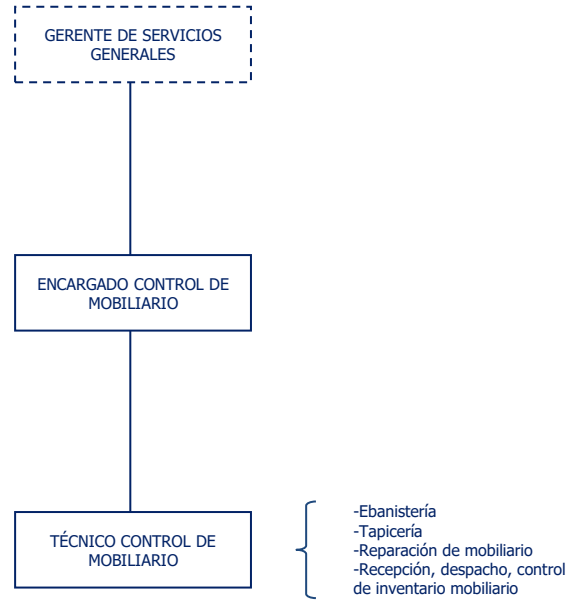 GERENTE DE SERVICIOS
GENERALES
ENCARGADO CONTROL DE
MOBILIARIO
TÉCNICO CONTROL DE
MOBILIARIO
-Ebanistería
-Tapicería
-Reparación de mobiliario
-Recepción, despacho, control
de inventario mobiliario